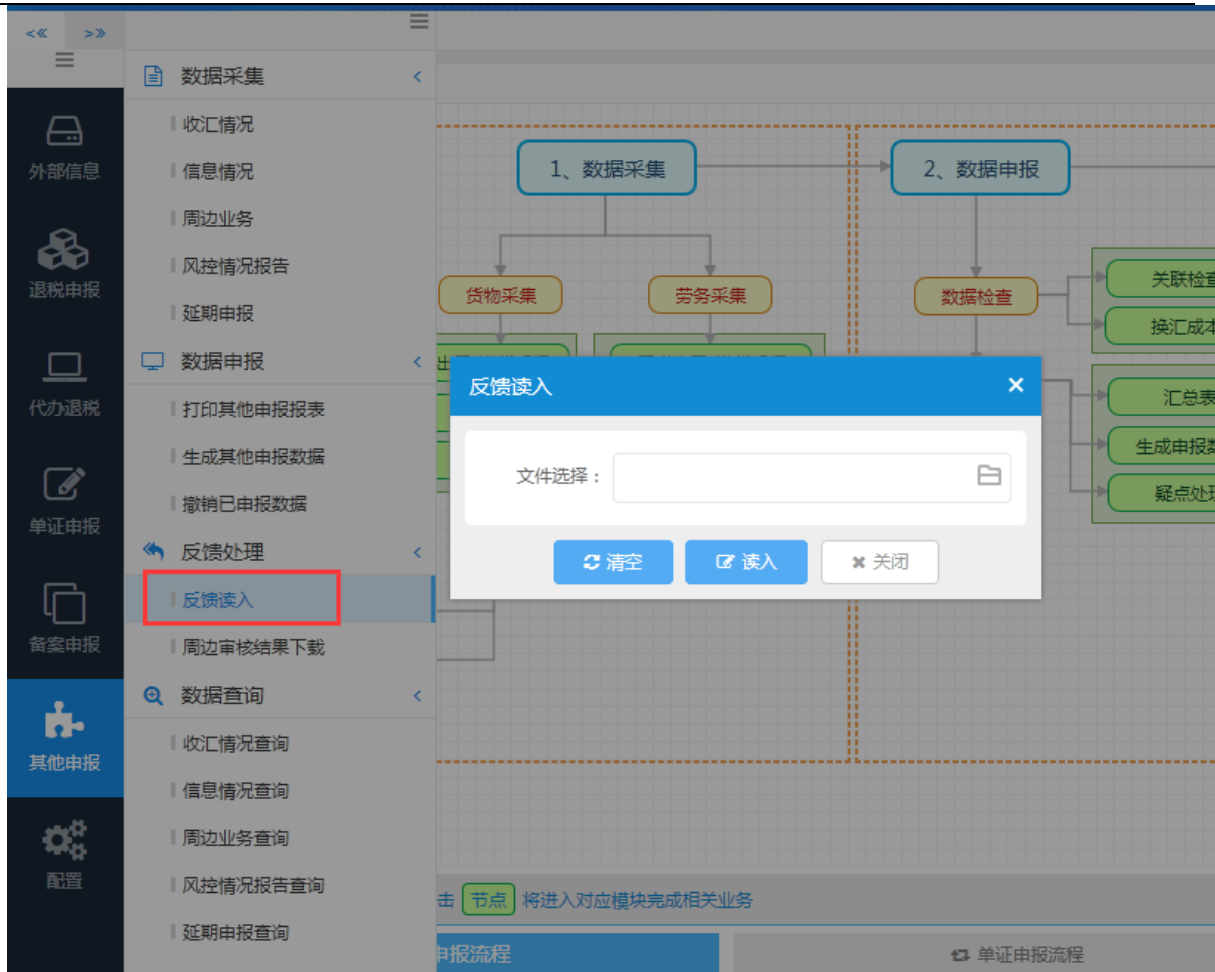 <« >»
外部信息
退税申报
代办退税
单证申报
备案申报
其他申报
配置
数据采集
收汇情况
信息情况
周边业务
风控情况报告
延期申报
数据申报
打印其他申报报表
生成其他申报数据
撤销已申报数据
反馈处理
反馈读入
周边审核结果下载
数据查询
收汇情况查询
信息情况查询
周边业务查询
风控情况报告查询
延期申报查询
1、数据采集
2、数据申报
货物采集
劳务采集
数据检查
关联检查
换汇成本
汇总表
生成申报数
疑点处理
反馈读入
文件选择：
清空
读入
关闭
击 节点 将进入对应模块完成相关业务
申报流程
单证申报流程